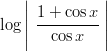 log | (1 + cos x) / (cos x) |